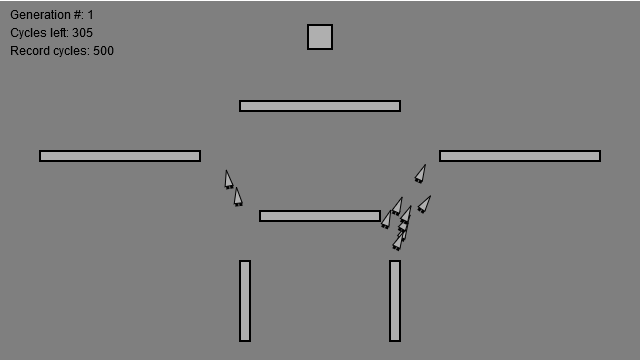 Generation #: 1
Cycles left: 305
Record cycles: 500